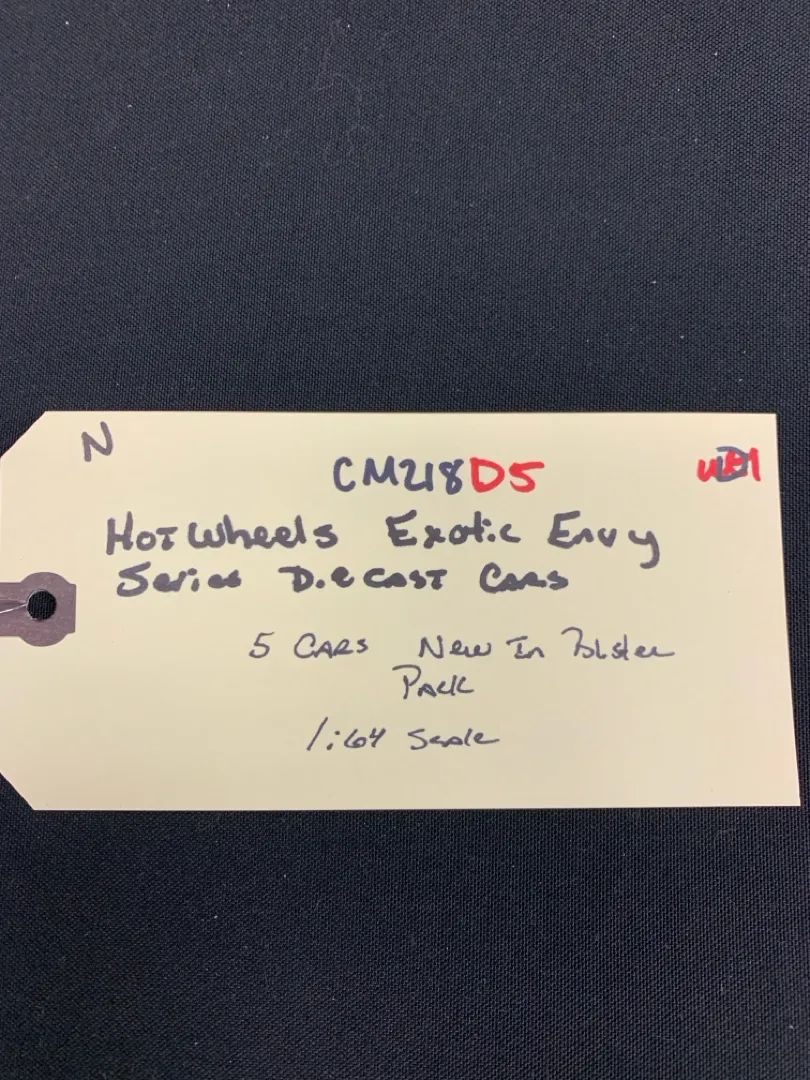 N
CM218D5
Hot Wheels Exotic Envy
Series Diecast Cars
5 Cars New In Blister
Pack
1:64 Scale